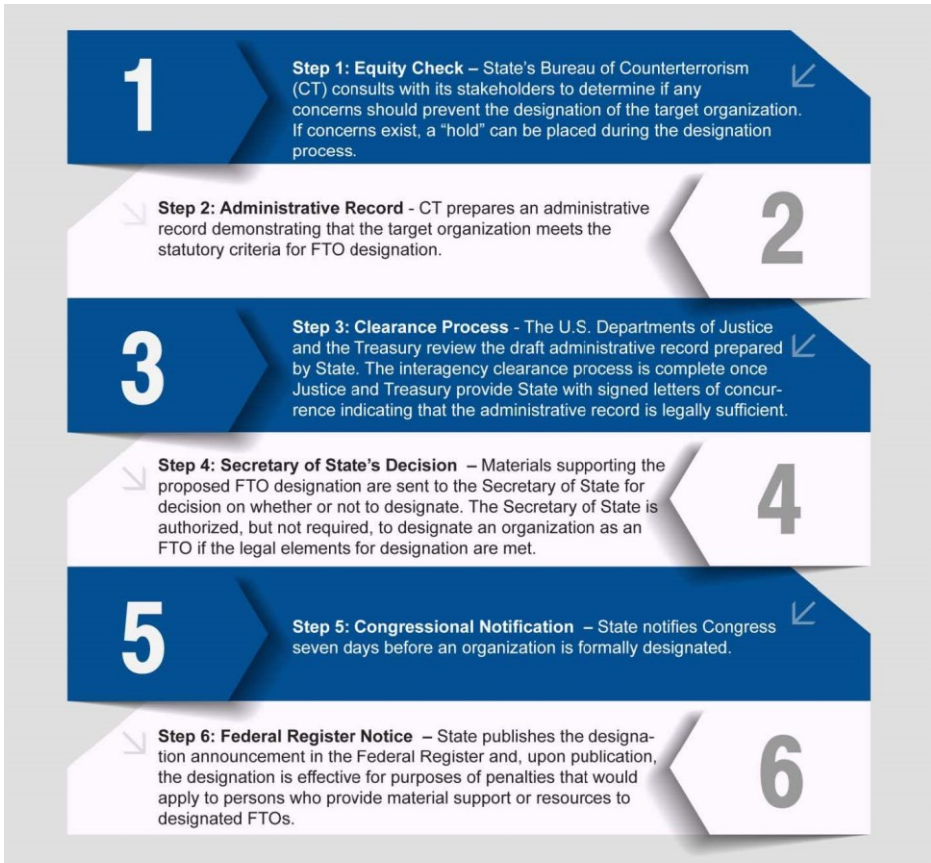 1
Step 1: Equity Check – State’s Bureau of Counterterrorism
(CT) consults with its stakeholders to determine if any
concerns should prevent the designation of the target organization.
If concerns exist, a “hold” can be placed during the designation
process.
Step 2: Administrative Record - CT prepares an administrative
record demonstrating that the target organization meets the
statutory criteria for FTO designation.
2
3
Step 3: Clearance Process - The U.S. Departments of Justice
and the Treasury review the draft administrative record prepared
by State. The interagency clearance process is complete once
Justice and Treasury provide State with signed letters of concur-
rence indicating that the administrative record is legally sufficient.
Step 4: Secretary of State’s Decision – Materials supporting the
proposed FTO designation are sent to the Secretary of State for
decision on whether or not to designate. The Secretary of State is
authorized, but not required, to designate an organization as an
FTO if the legal elements for designation are met.
4
5
Step 5: Congressional Notification – State notifies Congress
seven days before an organization is formally designated.
Step 6: Federal Register Notice – State publishes the designa-
tion announcement in the Federal Register and, upon publication,
the designation is effective for purposes of penalties that would
apply to persons who provide material support or resources to
designated FTOs.
6